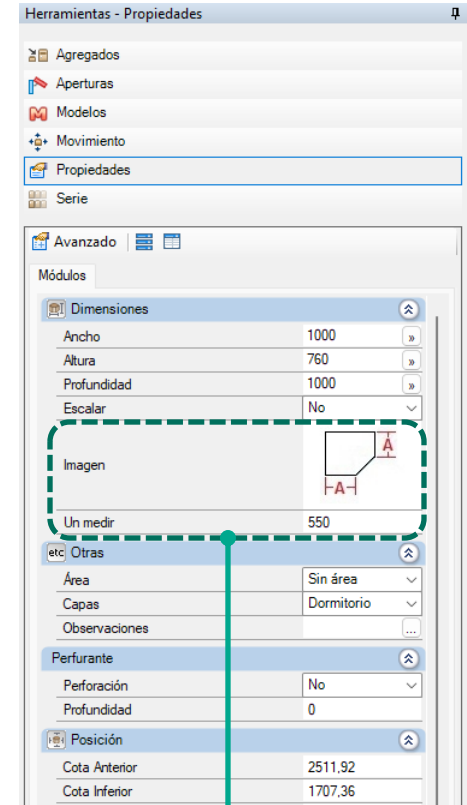 Herramientas - Propiedades
Agregados
Aperturas
Modelos
Movimiento
Propiedades
Serie
Avanzado
Módulos
Dimensiones
Ancho 1000 »
Altura 760 »
Profundidad 1000 »
Escalar No
Imagen A A
Un medir 550
etc Otras
Área Sin área
Capas Dormitorio
Observaciones ...
Perfurante
Perforación No
Profundidad 0
Posición
Cota Anterior 2511,92
Cota Inferior 1707,36